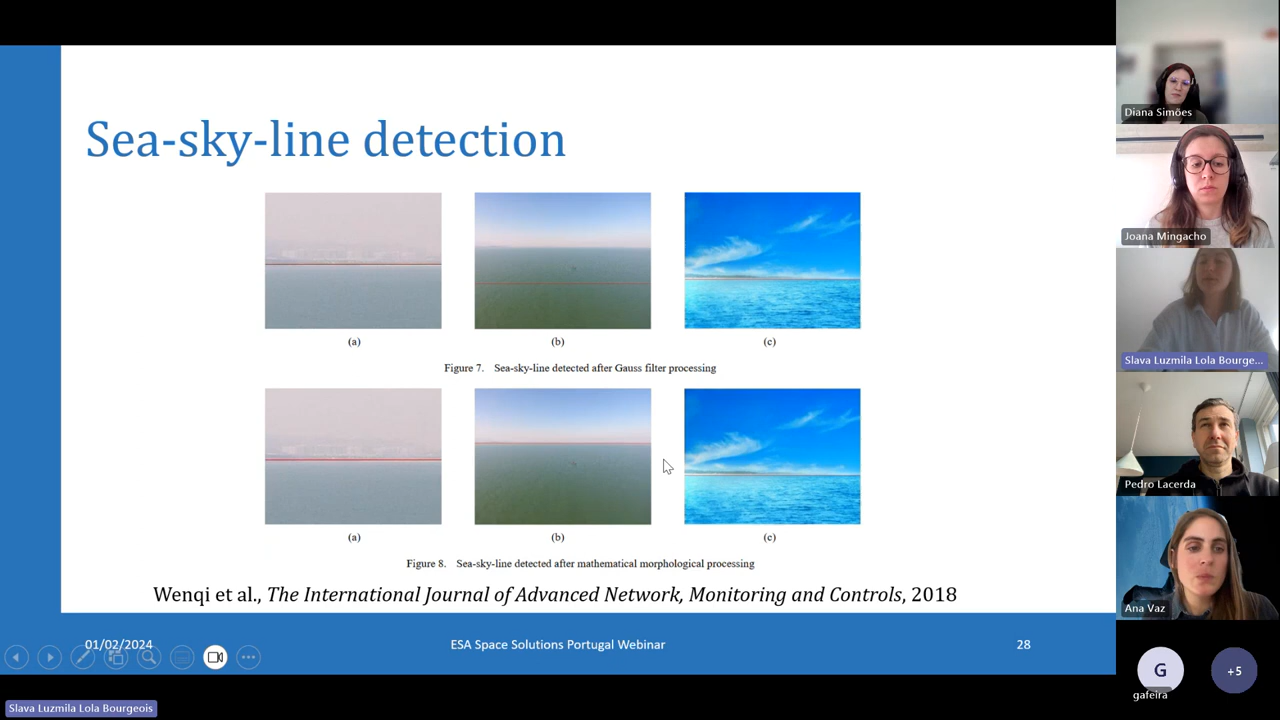 Sea-sky-line detection
(a)
(b)
(c)
Figure 7. Sea-sky-line detected after Gauss filter processing
(a)
(b)
(c)
Figure 8. Sea-sky-line detected after mathematical morphological processing
Wenqi et al., The International Journal of Advanced Network, Monitoring and Controls, 2018
01/02/2024
ESA Space Solutions Portugal Webinar
28
Slava Luzmila Lola Bourgeois
Diana Simões
Joana Mingacho
Slava Luzmila Lola Bourge...
Pedro Lacerda
Ana Vaz
G
gafeira
+5